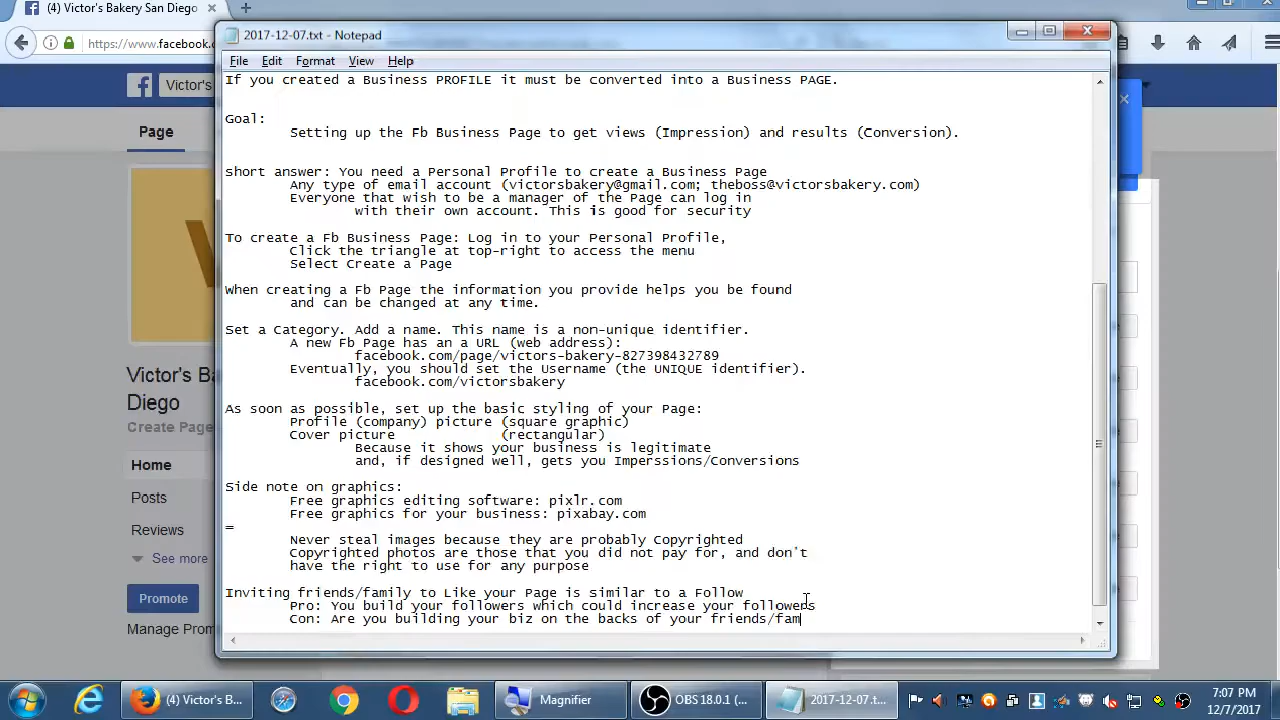 (4) Victor's Bakery San Diego
https://www.facebook.c
2017-12-07.txt - Notepad
File Edit Format View Help
Victor's
Page
If you created a Business PROFILE it must be converted into a Business PAGE.
Goal:
Setting up the Fb Business Page to get views (Impression) and results (Conversion).
short answer: You need a Personal Profile to create a Business Page
Any type of email account (victorsbakery@gmail.com; theboss@victorsbakery.com)
Everyone that wish to be a manager of the Page can log in
with their own account. This is good for security
To create a Fb Business Page: Log in to your Personal Profile,
Click the triangle at top-right to access the menu
Select Create a Page
When creating a Fb Page the information you provide helps you be found
and can be changed at any time.
Set a Category. Add a name. This name is a non-unique identifier.
A new Fb Page has an a URL (web address):
facebook.com/page/victors-bakery-827398432789
Eventually, you should set the Username (the UNIQUE identifier).
facebook.com/victorsbakery
As soon as possible, set up the basic styling of your Page:
Profile (company) picture (square graphic)
Cover picture (rectangular)
Because it shows your business is legitimate
and, if designed well, gets you Imperssions/Conversions
Side note on graphics:
Free graphics editing software: pixlr.com
Free graphics for your business: pixabay.com
=
Never steal images because they are probably Copyrighted
Copyrighted photos are those that you did not pay for, and don't
have the right to use for any purpose
Inviting friends/family to Like your Page is similar to a Follow
Pro: You build your followers which could increase your followers
Con: Are you building your biz on the backs of your friends/fam
Victor's Ba
Diego
Create Page
Home
Posts
Reviews
See more
Promote
Manage Prom
(4) Victor's B...
Magnifier
OBS 18.0.1 (...
2017-12-07.t...
7:07 PM
12/7/2017